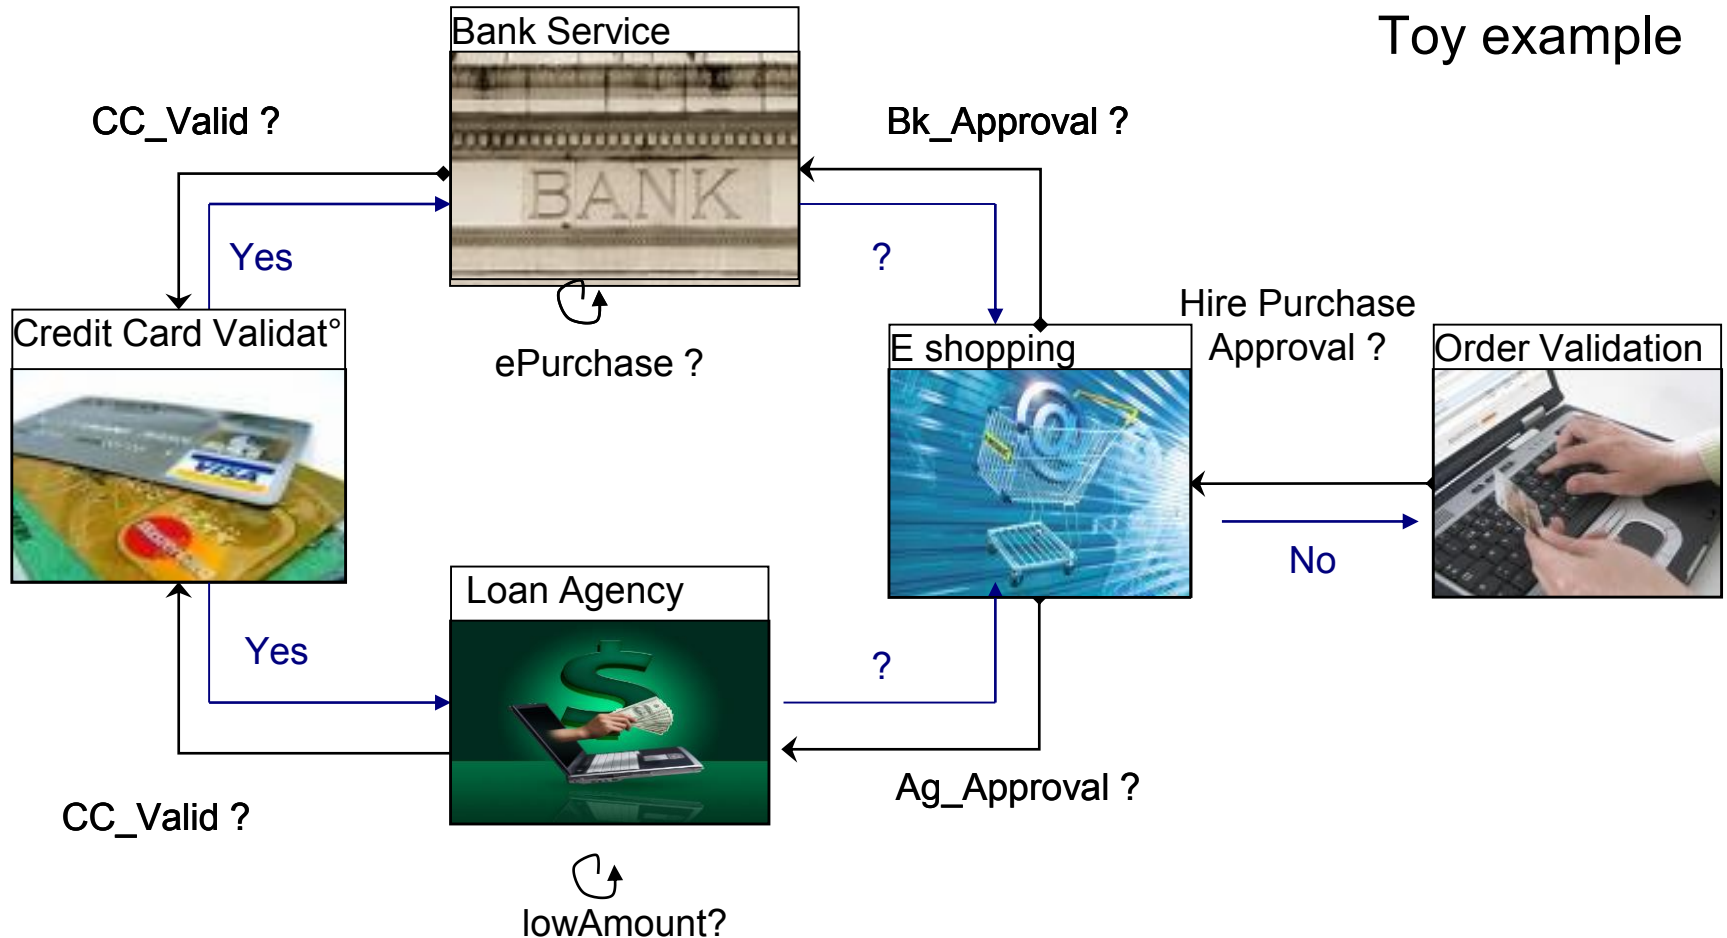 Toy example
Bank Service
CC_Valid ?
Bk_Approval ?
BANK
Yes
?
ePurchase ?
Credit Card Validat°
VISA
E shopping
Hire Purchase
Approval ?
Order Validation
No
Loan Agency
Yes
?
$
Ag_Approval ?
CC_Valid ?
lowAmount?